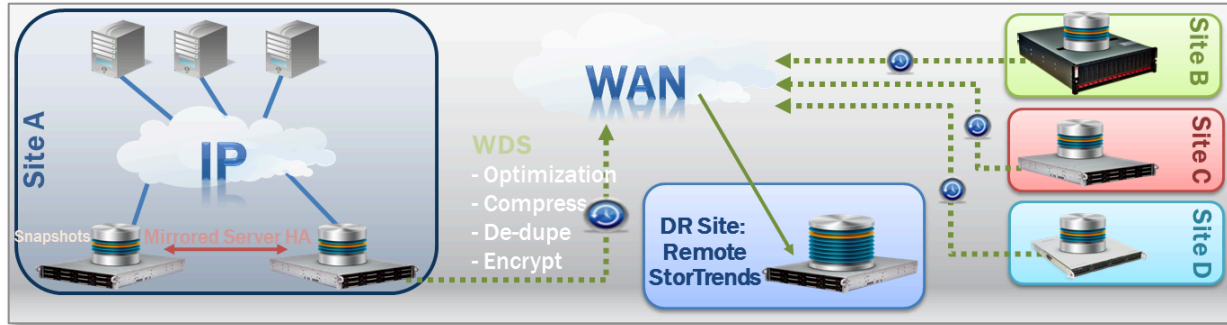 Site A
IP
Snapshots
Mirrored Server HA
WDS
- Optimization
- Compress
- De-dupe
- Encrypt
WAN
DR Site:
Remote
StorTrends
Site B
Site C
Site D